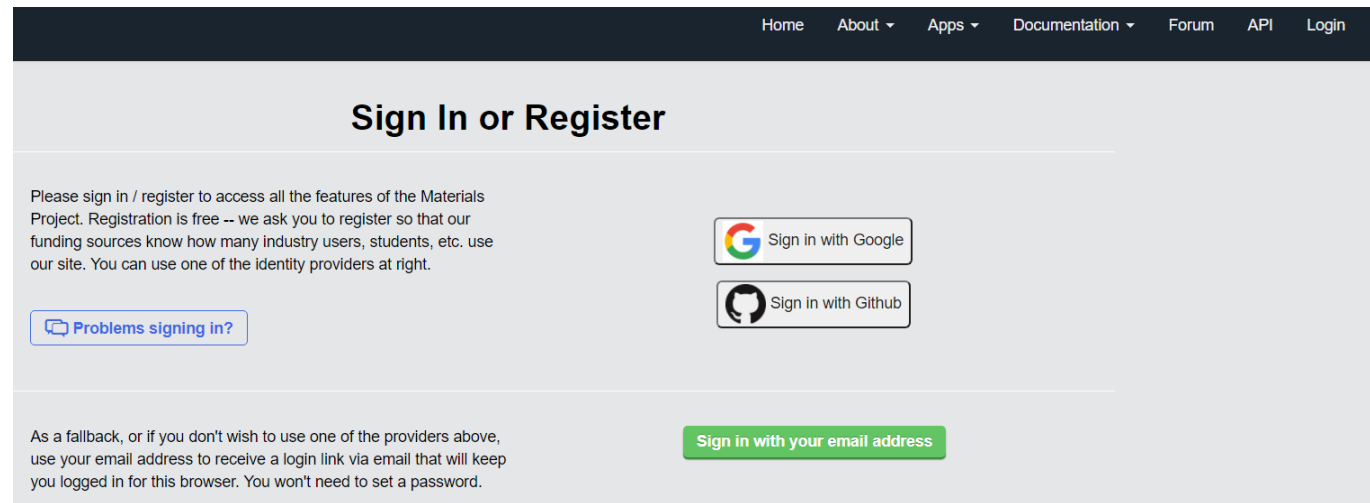 Home About Apps Documentation Forum API Login
Sign In or Register
Please sign in / register to access all the features of the Materials
Project. Registration is free -- we ask you to register so that our
funding sources know how many industry users, students, etc. use
our site. You can use one of the identity providers at right.
Sign in with Google
Sign in with Github
Problems signing in?
As a fallback, or if you don't wish to use one of the providers above,
use your email address to receive a login link via email that will keep
you logged in for this browser. You won't need to set a password.
Sign in with your email address